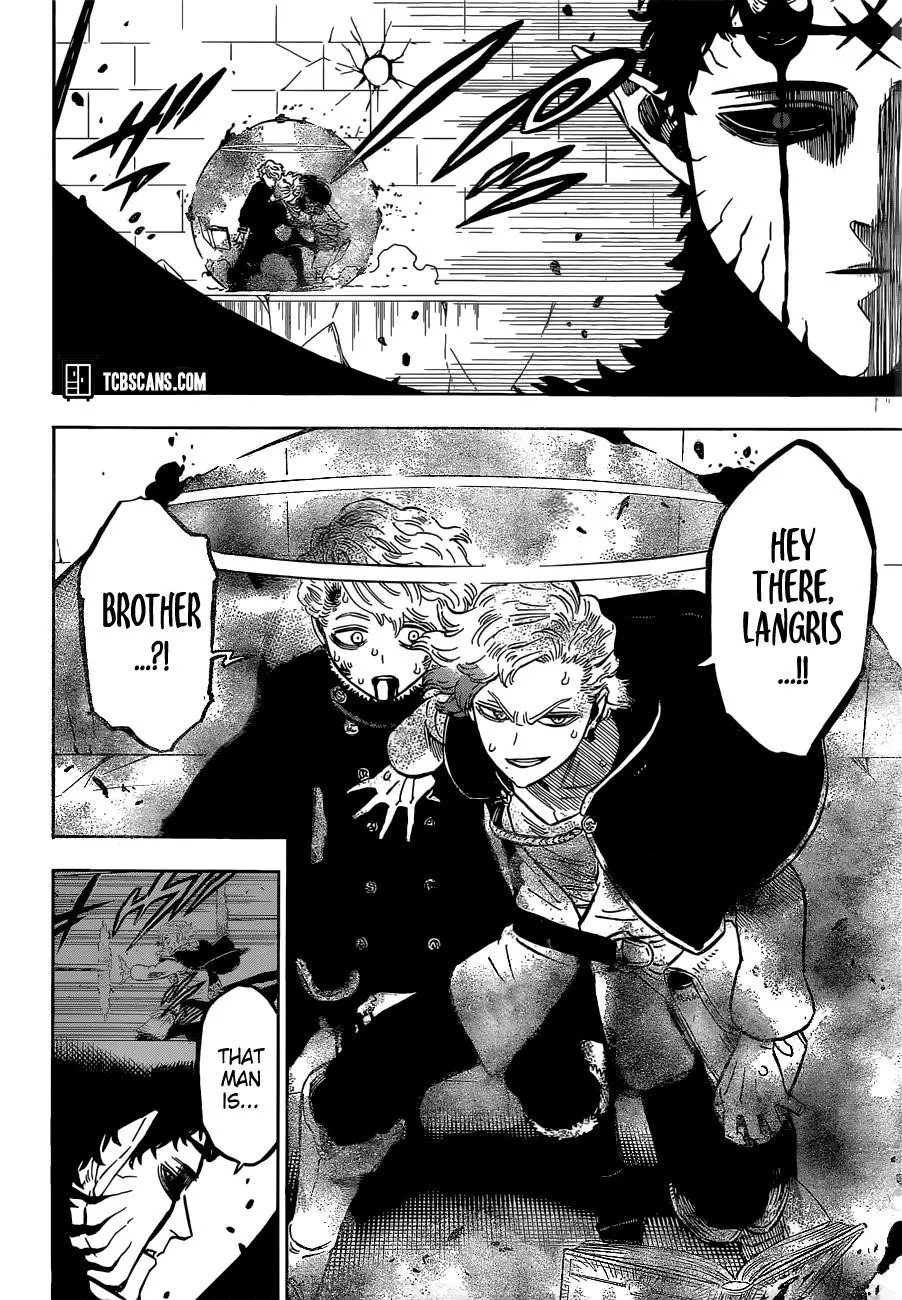 TCBSCANS.COM
HEY
THERE,
LANGRIS
...!!
BROTHER
...?!
THAT
MAN
IS...